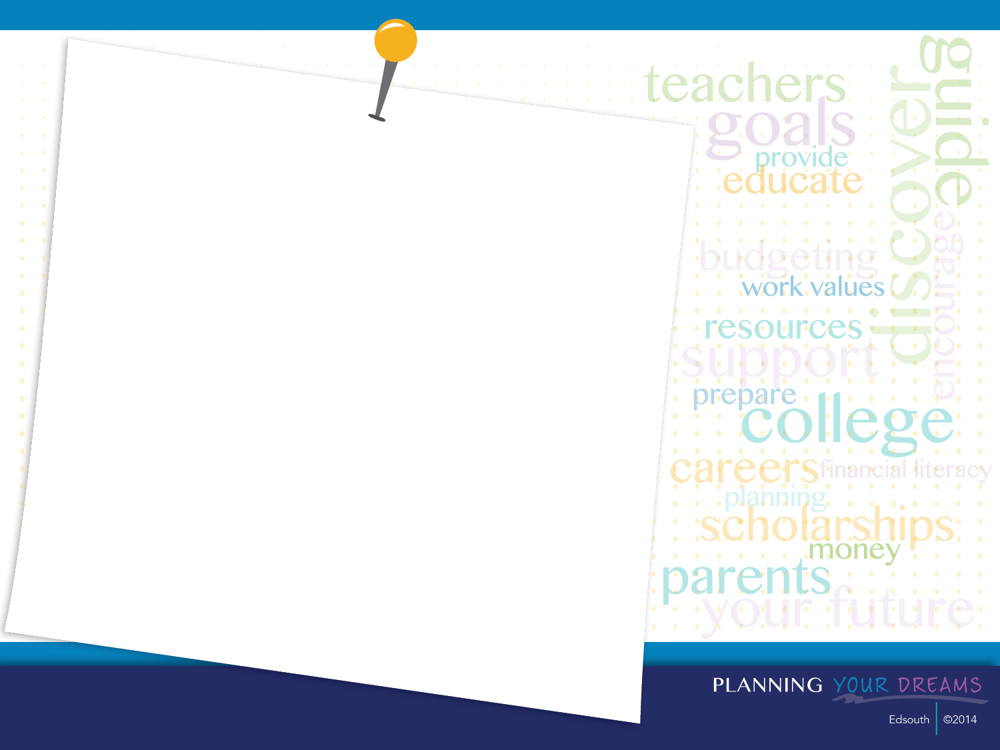 teachers
goals
provide
educate
discover
guide
encourage
budgeting
work values
resources
support
prepare
college
careers
financial literacy
planning
scholarships
money
parents
your future
PLANNING YOUR DREAMS
Edsouth
©2014